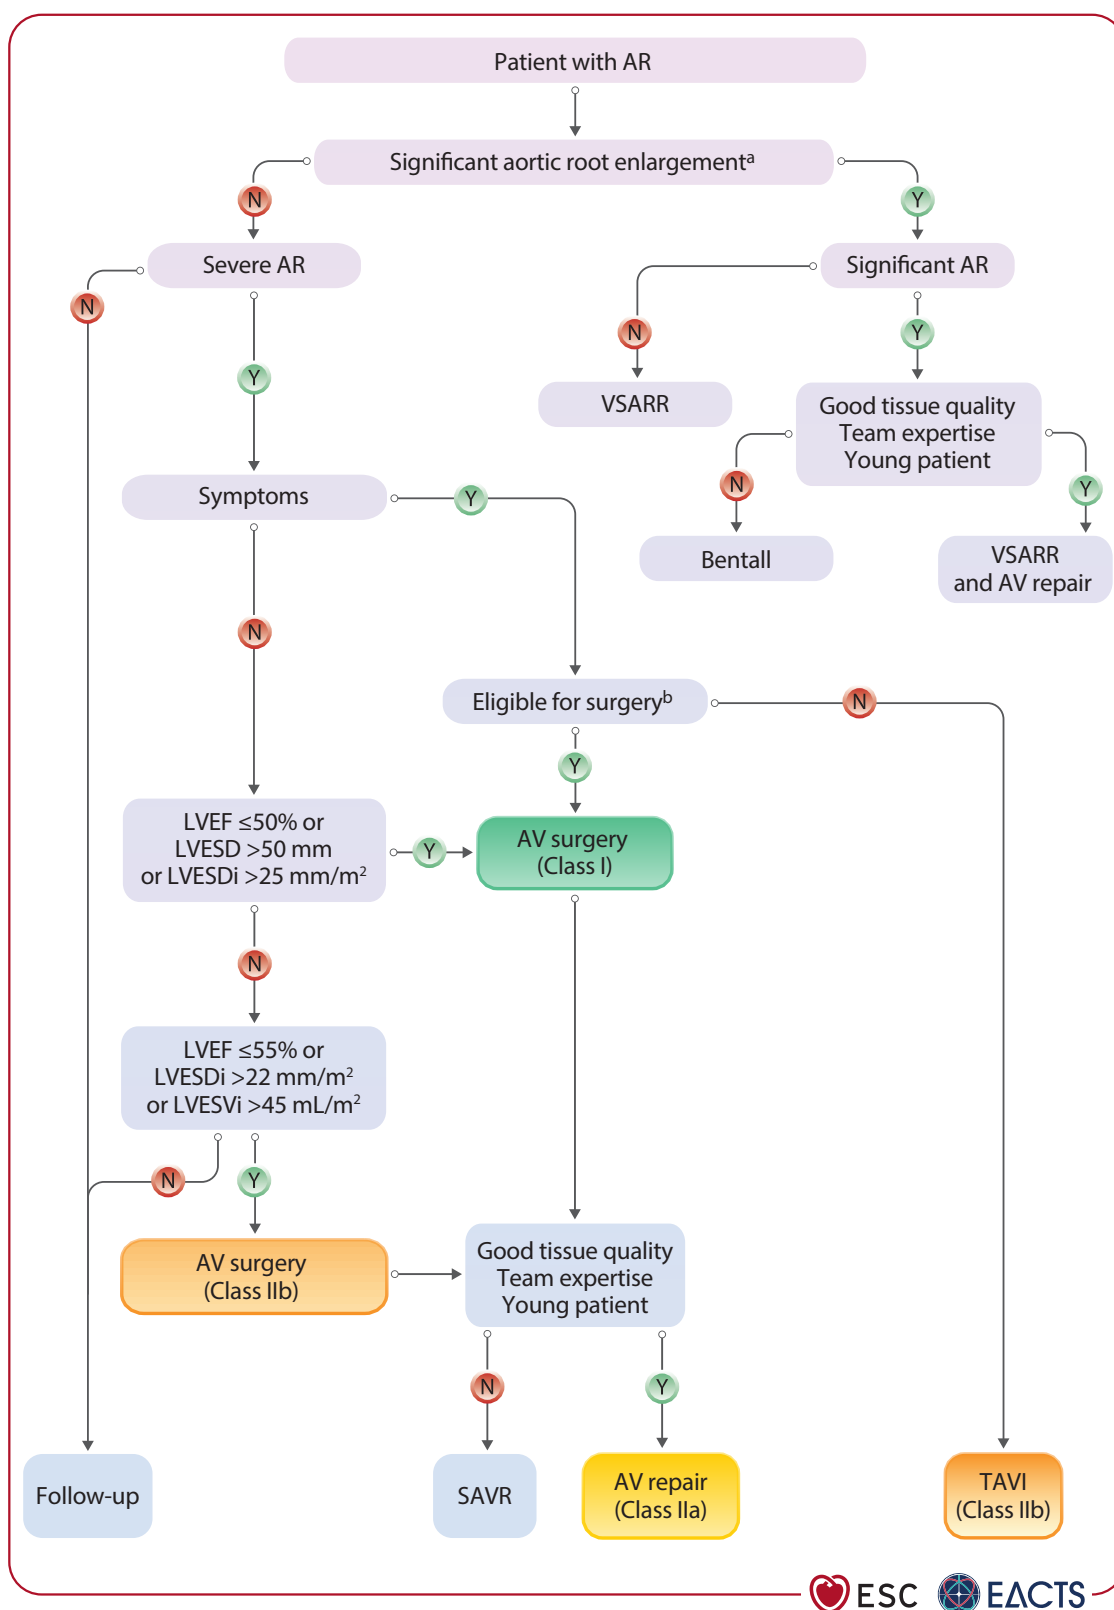 Patient with AR
Significant aortic root enlargementᵃ
N
Y
Severe AR
Significant AR
N
N
Y
Y
VSARR
Good tissue quality
Team expertise
Young patient
N
Y
Symptoms
Y
Bentall
VSARR
and AV repair
N
Eligible for surgeryᵇ
N
Y
LVEF ≤50% or
LVESD >50 mm
or LVESDi >25 mm/m²
Y
AV surgery
(Class I)
N
LVEF ≤55% or
LVESDi >22 mm/m²
or LVESVi >45 mL/m²
N
Y
AV surgery
(Class IIb)
Good tissue quality
Team expertise
Young patient
N
Y
Follow-up
SAVR
AV repair
(Class IIa)
TAVI
(Class IIb)
ESC
EACTS